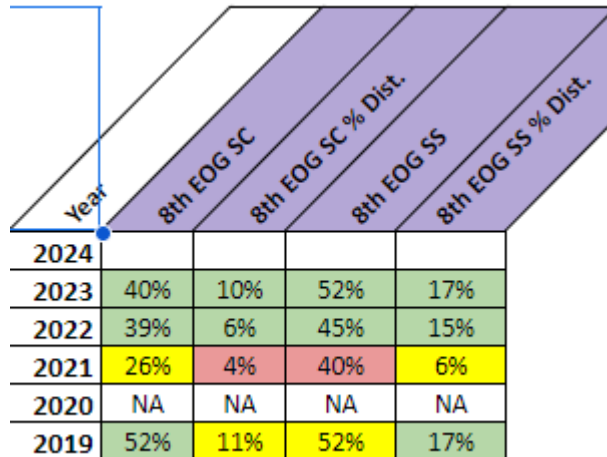 Year 8th EOG SC 8th EOG SC % Dist. 8th EOG SS 8th EOG SS % Dist.
2024
2023 40% 10% 52% 17%
2022 39% 6% 45% 15%
2021 26% 4% 40% 6%
2020 NA NA NA NA
2019 52% 11% 52% 17%